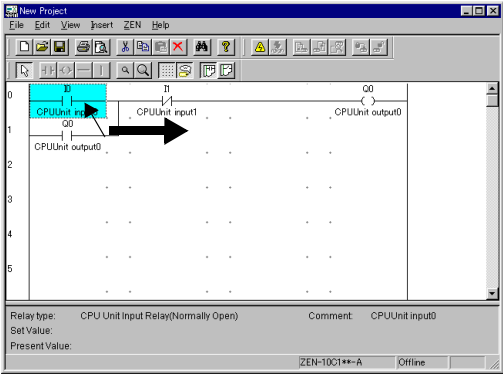 New Project
File Edit View Insert ZEN Help
I0 I1 Q0
0
CPUUnit input0 CPUUnit input1 CPUUnit output0
Q0
1
CPUUnit output0
2
3
4
5
Relay type: CPU Unit Input Relay(Normally Open) Comment: CPUUnit input0
Set Value:
Present Value:
ZEN-10C1**-A Offline